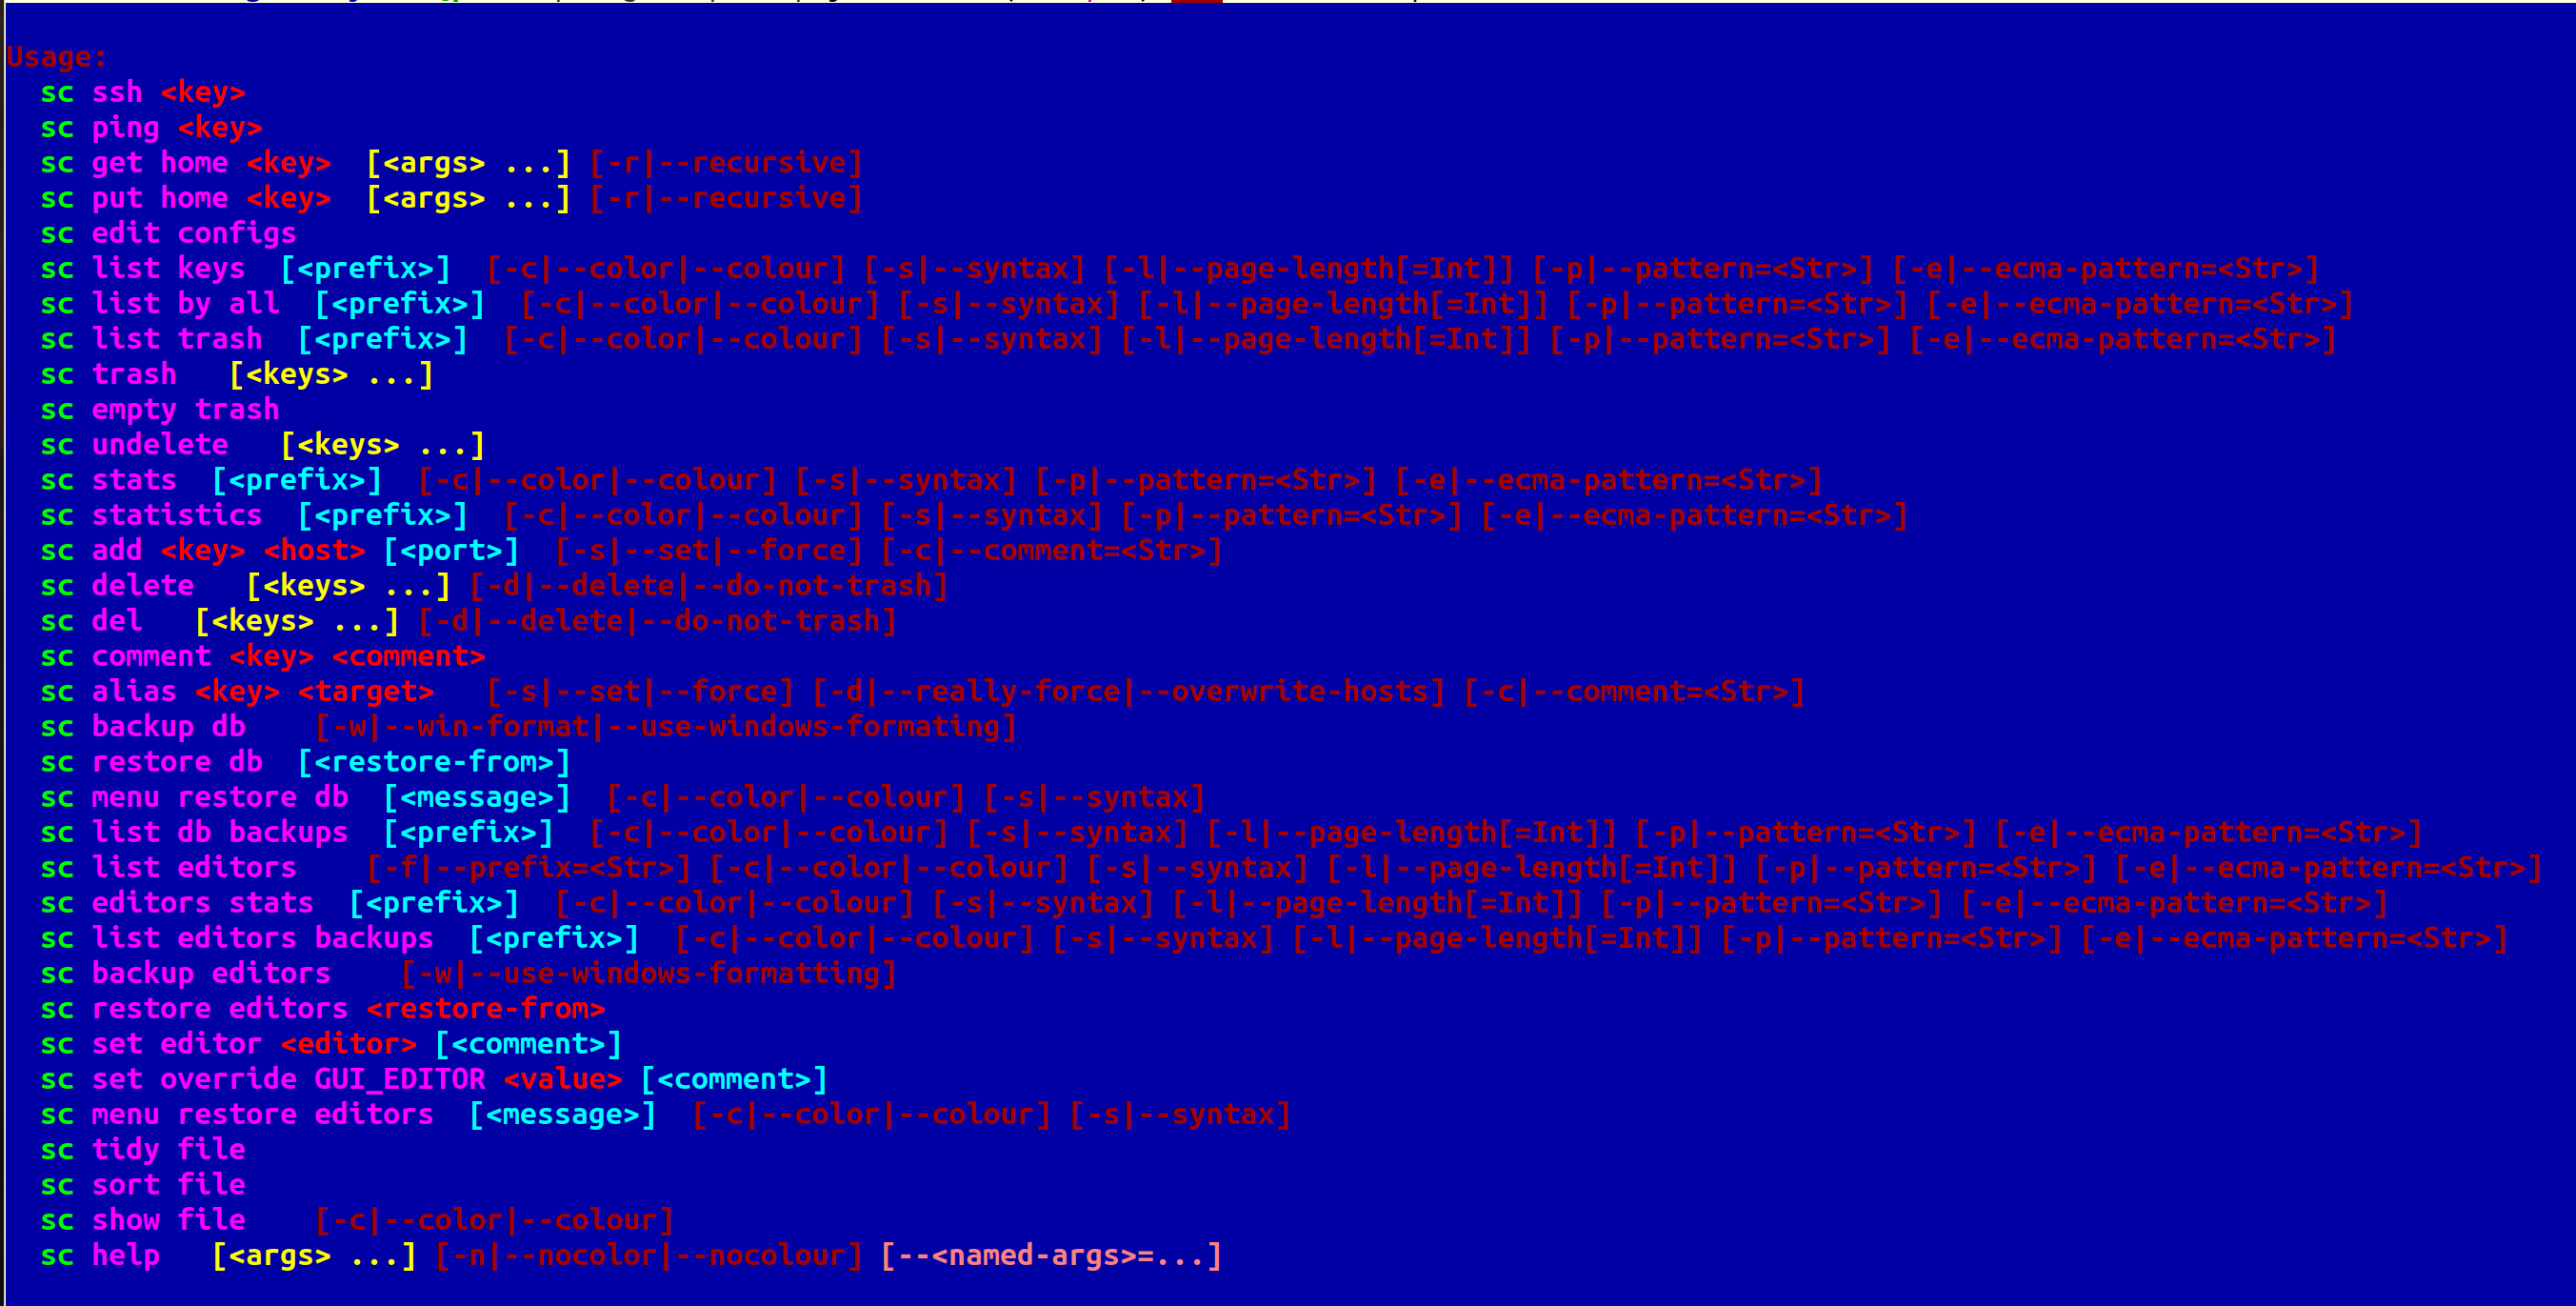 Usage:
  sc ssh <key>
  sc ping <key>
  sc get home <key>  [<args> ...] [-r|--recursive]
  sc put home <key>  [<args> ...] [-r|--recursive]
  sc edit configs
  sc list keys  [<prefix>]  [-c|--color|--colour] [-s|--syntax] [-l|--page-length[=Int]] [-p|--pattern=<Str>] [-e|--ecma-pattern=<Str>]
  sc list by all  [<prefix>]  [-c|--color|--colour] [-s|--syntax] [-l|--page-length[=Int]] [-p|--pattern=<Str>] [-e|--ecma-pattern=<Str>]
  sc list trash  [<prefix>]  [-c|--color|--colour] [-s|--syntax] [-l|--page-length[=Int]] [-p|--pattern=<Str>] [-e|--ecma-pattern=<Str>]
  sc trash   [<keys> ...]
  sc empty trash
  sc undelete   [<keys> ...]
  sc stats  [<prefix>]  [-c|--color|--colour] [-s|--syntax] [-p|--pattern=<Str>] [-e|--ecma-pattern=<Str>]
  sc statistics  [<prefix>]  [-c|--color|--colour] [-s|--syntax] [-p|--pattern=<Str>] [-e|--ecma-pattern=<Str>]
  sc add <key> <host> [<port>]  [-s|--set|--force] [-c|--comment=<Str>]
  sc delete   [<keys> ...] [-d|--delete|--do-not-trash]
  sc del   [<keys> ...] [-d|--delete|--do-not-trash]
  sc comment <key> <comment>
  sc alias <key> <target>   [-s|--set|--force] [-d|--really-force|--overwrite-hosts] [-c|--comment=<Str>]
  sc backup db    [-w|--win-format|--use-windows-formating]
  sc restore db  [<restore-from>]
  sc menu restore db  [<message>]  [-c|--color|--colour] [-s|--syntax]
  sc list db backups  [<prefix>]  [-c|--color|--colour] [-s|--syntax] [-l|--page-length[=Int]] [-p|--pattern=<Str>] [-e|--ecma-pattern=<Str>]
  sc list editors    [-f|--prefix=<Str>] [-c|--color|--colour] [-s|--syntax] [-l|--page-length[=Int]] [-p|--pattern=<Str>] [-e|--ecma-pattern=<Str>]
  sc editors stats  [<prefix>]  [-c|--color|--colour] [-s|--syntax] [-l|--page-length[=Int]] [-p|--pattern=<Str>] [-e|--ecma-pattern=<Str>]
  sc list editors backups  [<prefix>]  [-c|--color|--colour] [-s|--syntax] [-l|--page-length[=Int]] [-p|--pattern=<Str>] [-e|--ecma-pattern=<Str>]
  sc backup editors    [-w|--use-windows-formatting]
  sc restore editors <restore-from>
  sc set editor <editor> [<comment>]
  sc set override GUI_EDITOR <value> [<comment>]
  sc menu restore editors  [<message>]  [-c|--color|--colour] [-s|--syntax]
  sc tidy file
  sc sort file
  sc show file    [-c|--color|--colour]
  sc help   [<args> ...] [-n|--nocolor|--nocolour] [--<named-args>=...]